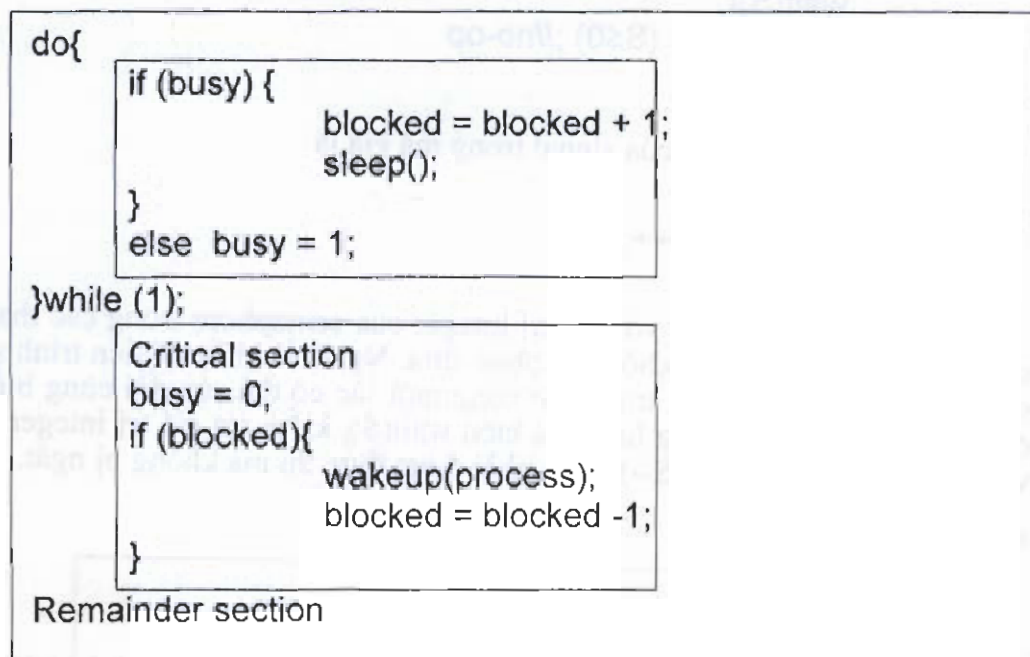 do{
if (busy) {
blocked = blocked + 1;
sleep();
}
else busy = 1;
}while (1);
Critical section
busy = 0;
if (blocked){
wakeup(process);
blocked = blocked -1;
}
Remainder section